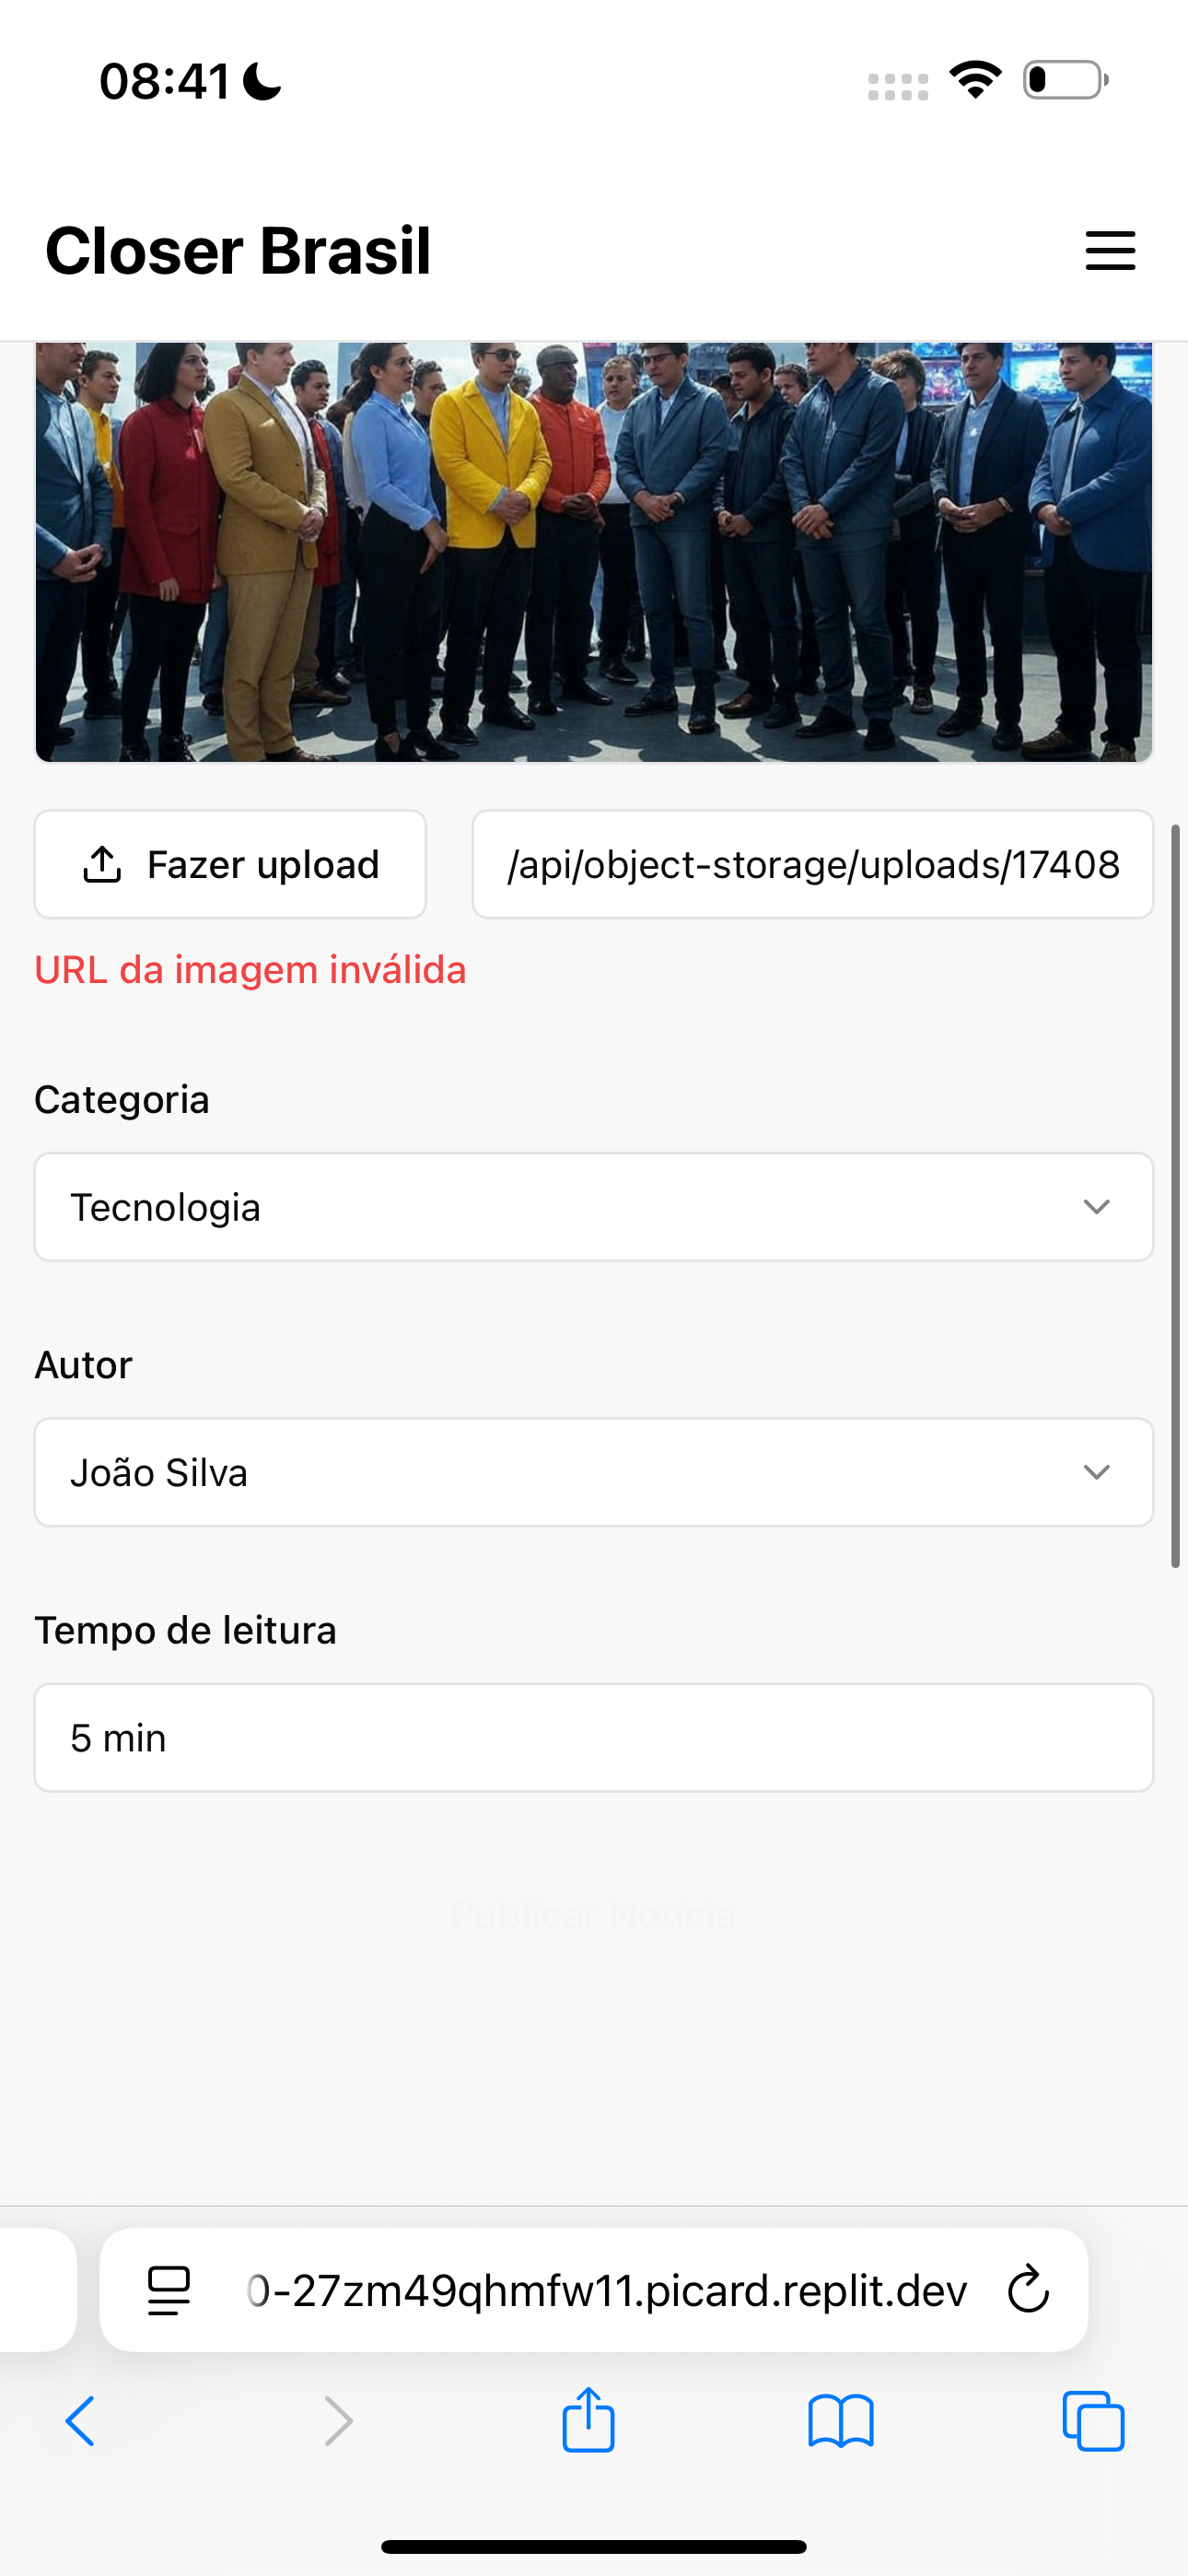 08:41
Closer Brasil
Fazer upload
/api/object-storage/uploads/17408
URL da imagem inválida
Categoria
Tecnologia
Autor
João Silva
Tempo de leitura
5 min
Publicar Notícia
0-27zm49qhmfw11.picard.replit.dev